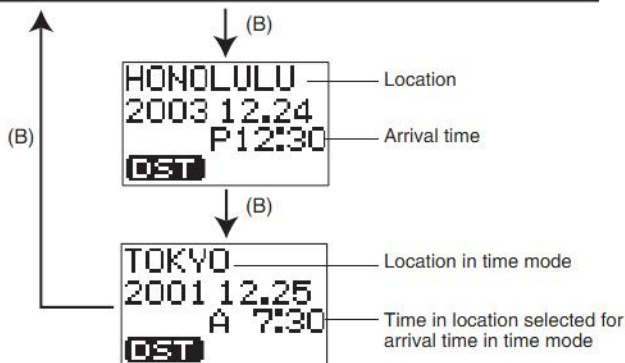 (B)
HONOLULU
Location
2003 12.24
(B)
P12:30
Arrival time
DST
(B)
TOKYO
Location in time mode
2001 12.25
A 7:30
Time in location selected for
arrival time in time mode
DST